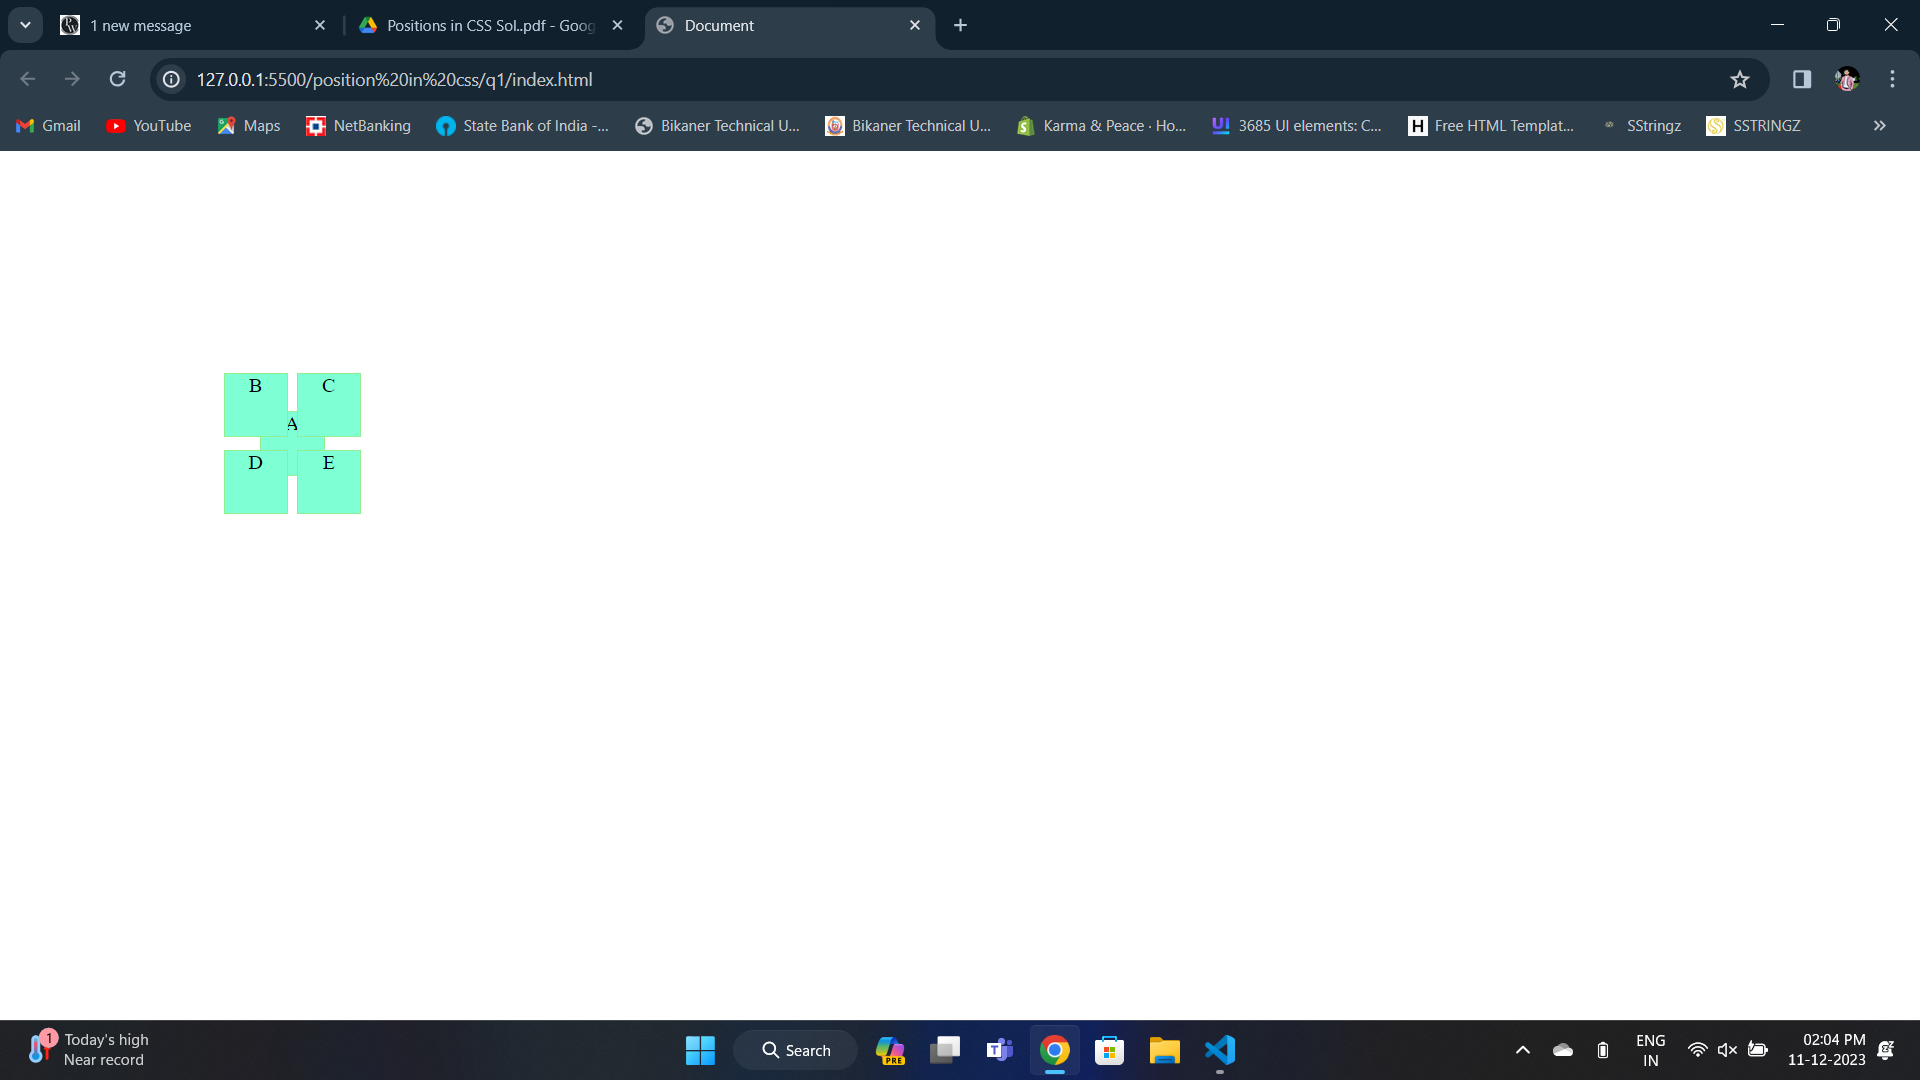 1 new message
Positions in CSS Sol..pdf - Goog
Document
127.0.0.1:5500/position%20in%20css/q1/index.html
Gmail
YouTube
Maps
NetBanking
State Bank of India -...
Bikaner Technical U...
Bikaner Technical U...
Karma & Peace · Ho...
UI 3685 UI elements: C...
H Free HTML Templat...
SStringz
SSTRINGZ
B
C
A
D
E
1
Today's high
Near record
Search
PRE
ENG
IN
02:04 PM
11-12-2023